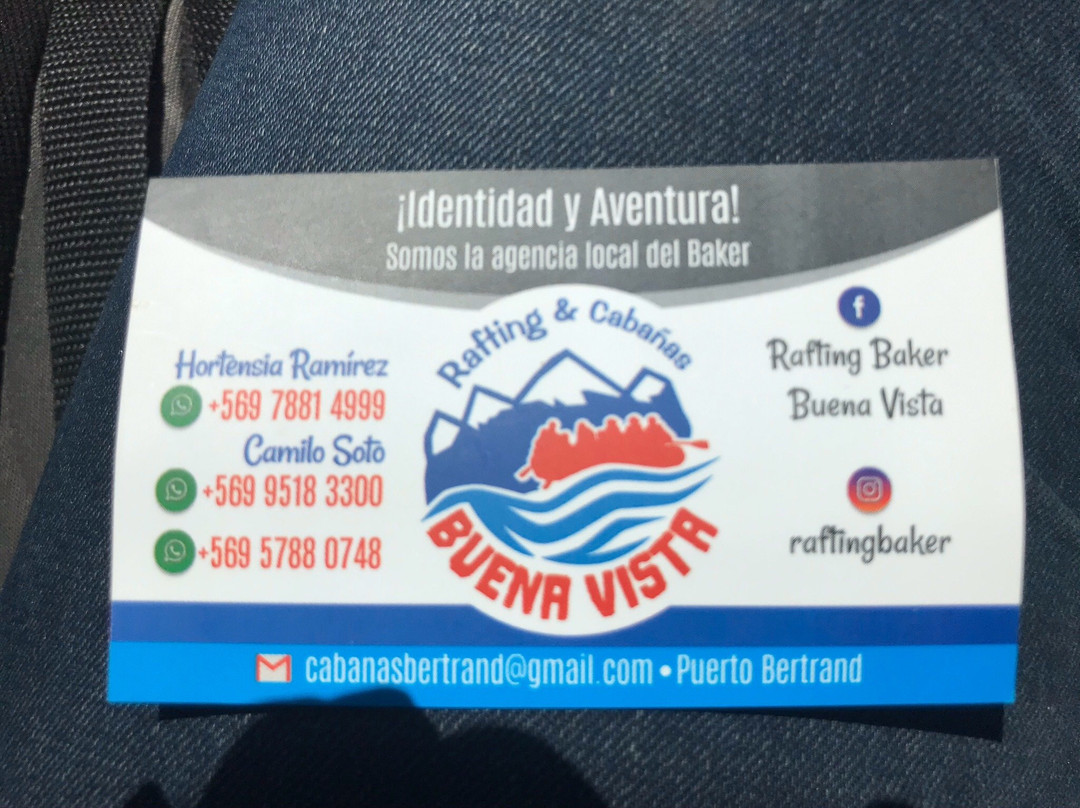 ¡Identidad y Aventura!
Somos la agencia local del Baker
Rafting & Cabañas
BUENA VISTA
Hortensia Ramírez
+569 7881 4999
Camilo Soto
+569 9518 3300
+569 5788 0748
f
Rafting Baker
Buena Vista
raftingbaker
cabanasbertrand@gmail.com • Puerto Bertrand